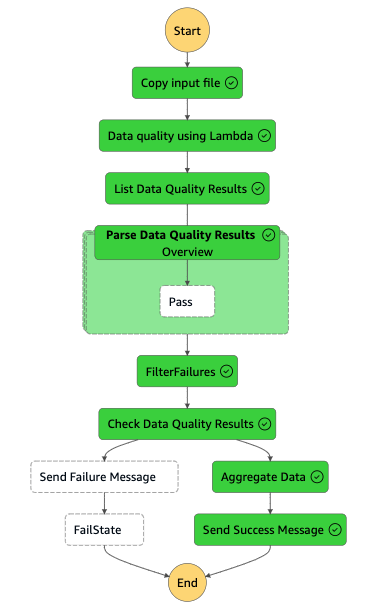 Start
Copy input file
Data quality using Lambda
List Data Quality Results
Parse Data Quality Results
Overview
Pass
FilterFailures
Check Data Quality Results
Send Failure Message
Aggregate Data
FailState
Send Success Message
End